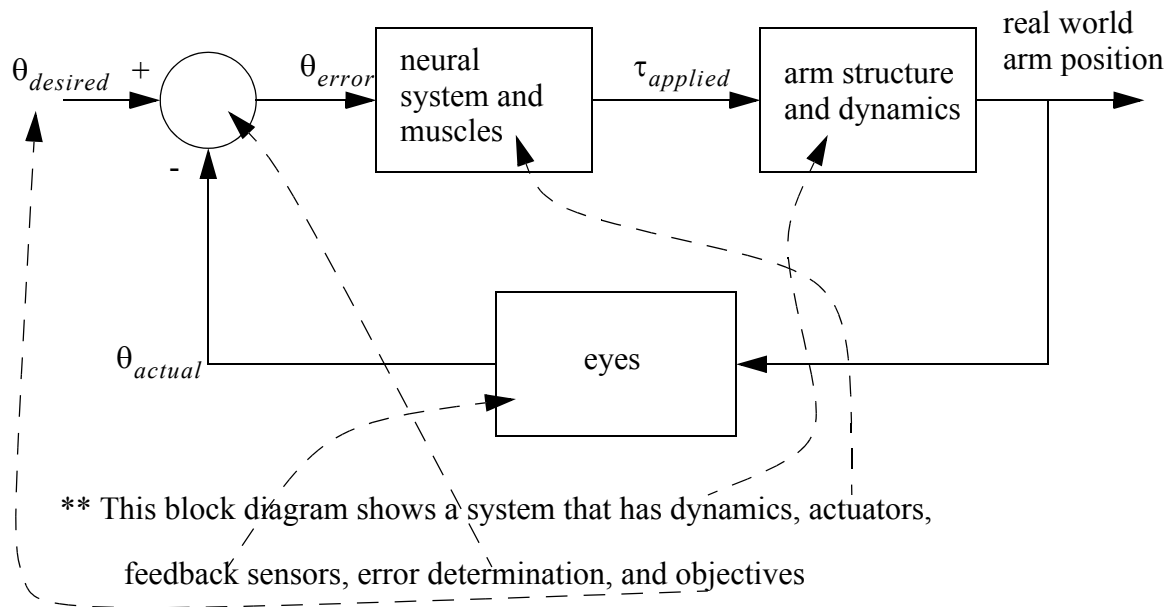 real world
arm position
θdesired
+
-
θerror
neural
system and
muscles
τapplied
arm structure
and dynamics
θactual
eyes
** This block diagram shows a system that has dynamics, actuators,
feedback sensors, error determination, and objectives